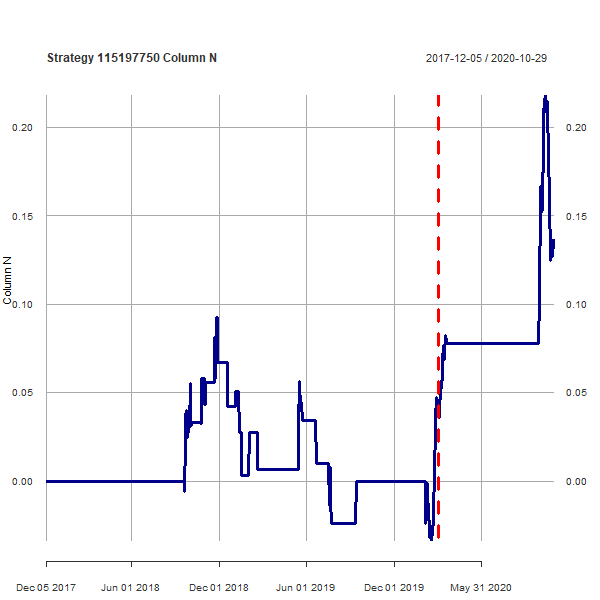 Strategy 115197750 Column N
2017-12-05 / 2020-10-29
0.20
0.20
0.15
0.15
Column N
0.10
0.10
0.05
0.05
0.00
0.00
Dec 05 2017
Jun 01 2018
Dec 01 2018
Jun 01 2019
Dec 01 2019
May 31 2020